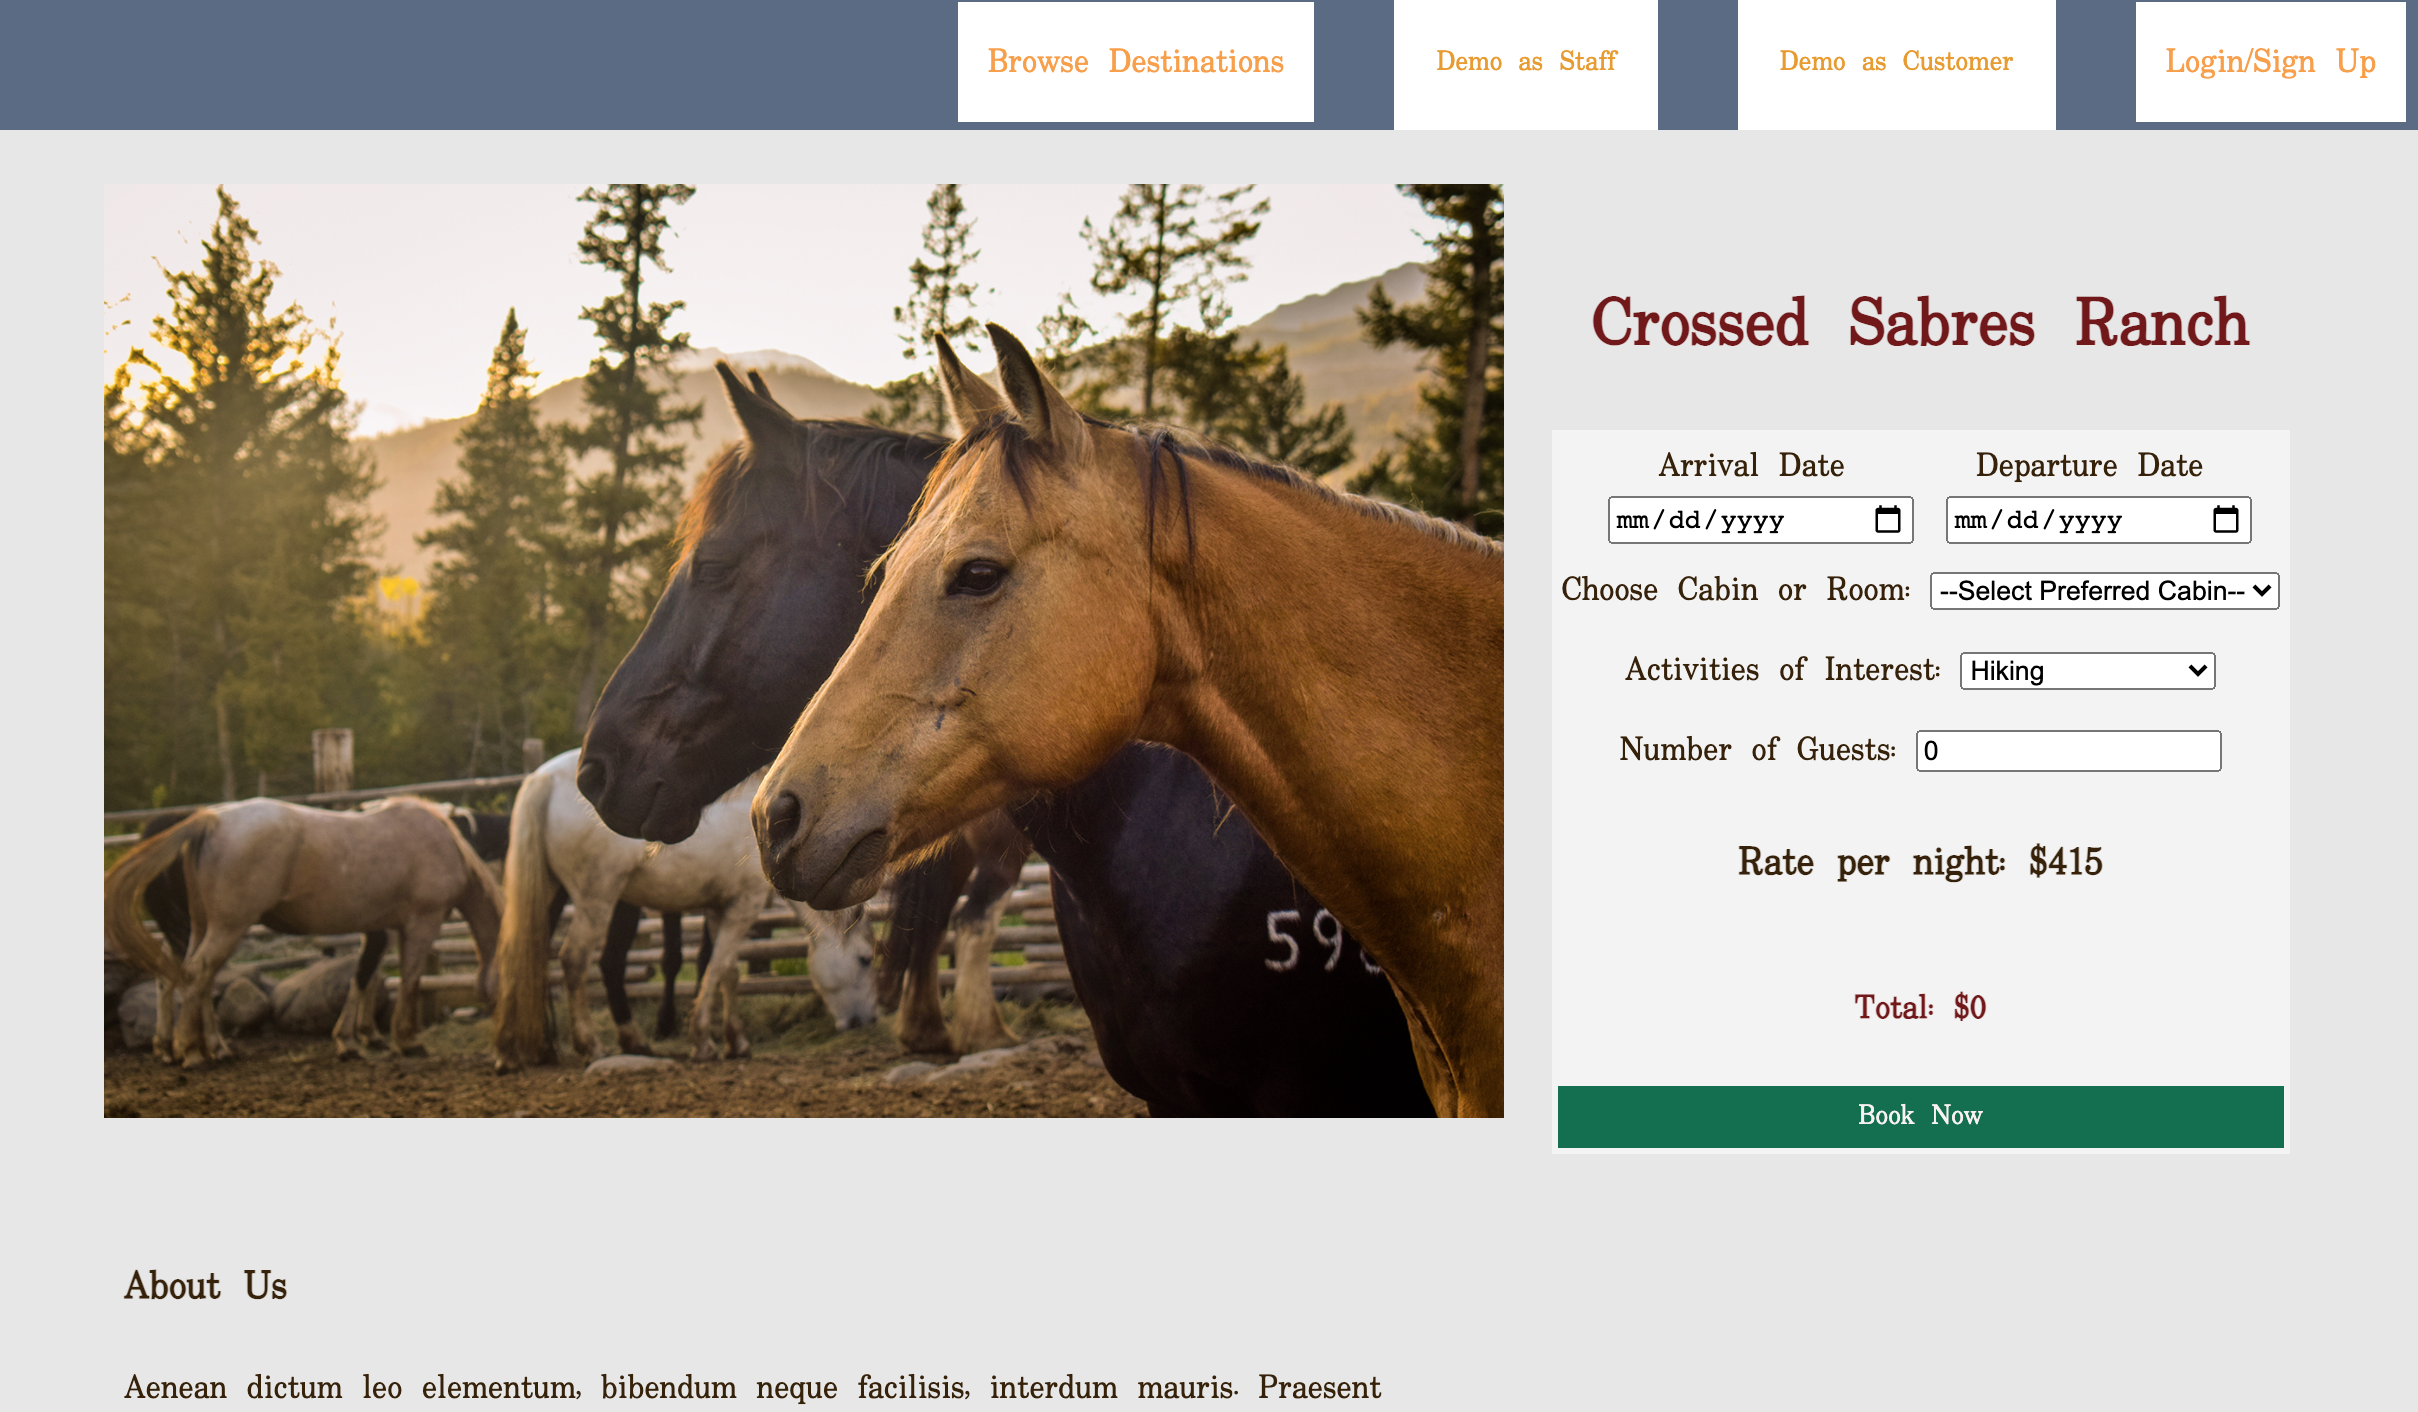 Browse Destinations
Demo as Staff
Demo as Customer
Login/Sign Up
Crossed Sabres Ranch
Arrival Date
Departure Date
mm/dd/yyyy
mm/dd/yyyy
Choose Cabin or Room: --Select Preferred Cabin--
Activities of Interest: Hiking
Number of Guests: 0
Rate per night: $415
59
Total: $0
Book Now
About Us
Aenean dictum leo elementum, bibendum neque facilisis, interdum mauris. Praesent